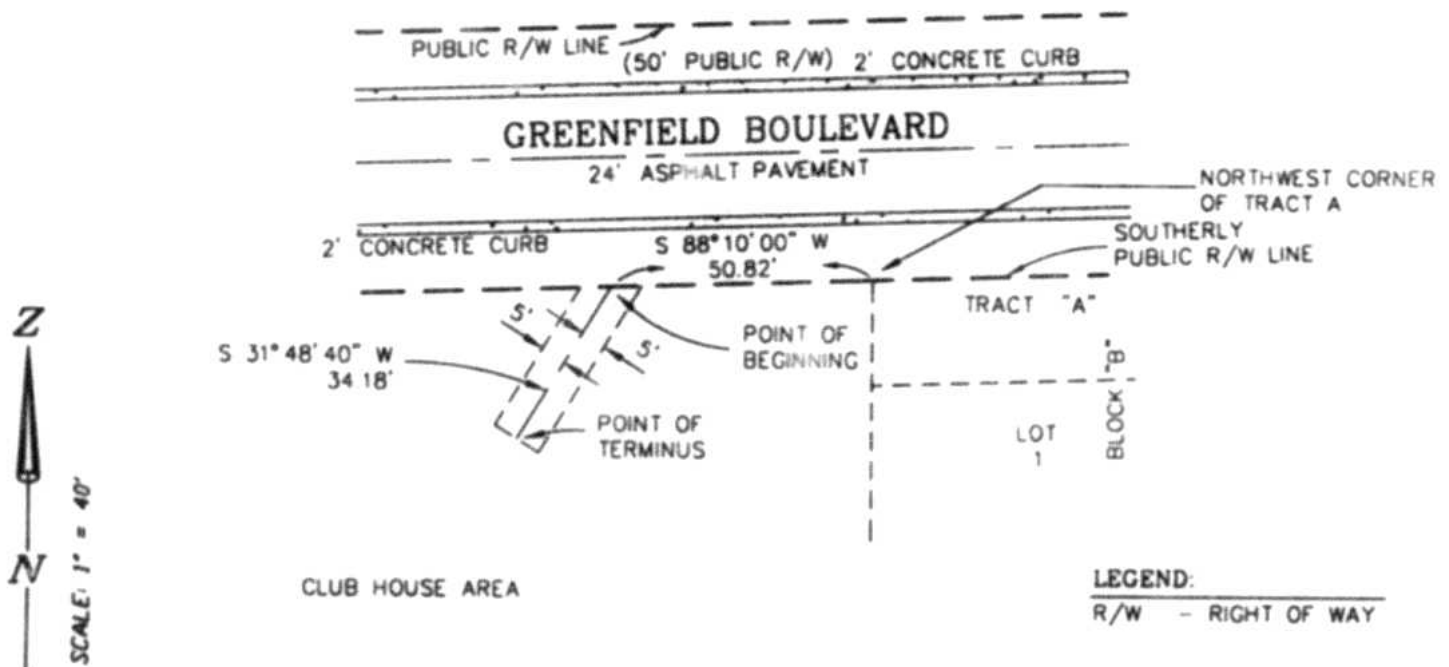 PUBLIC R/W LINE
(50' PUBLIC R/W) 2' CONCRETE CURB
GREENFIELD BOULEVARD
24' ASPHALT PAVEMENT
NORTHWEST CORNER
OF TRACT A
2' CONCRETE CURB
S 88°10'00" W
50.82'
SOUTHERLY
PUBLIC R/W LINE
TRACT "A"
5'
5'
POINT OF
BEGINNING
S 31°48'40" W
34.18'
POINT OF
TERMINUS
LOT
1
BLOCK "B"
Z
N
SCALE: 1" = 40'
CLUB HOUSE AREA
LEGEND:
R/W - RIGHT OF WAY